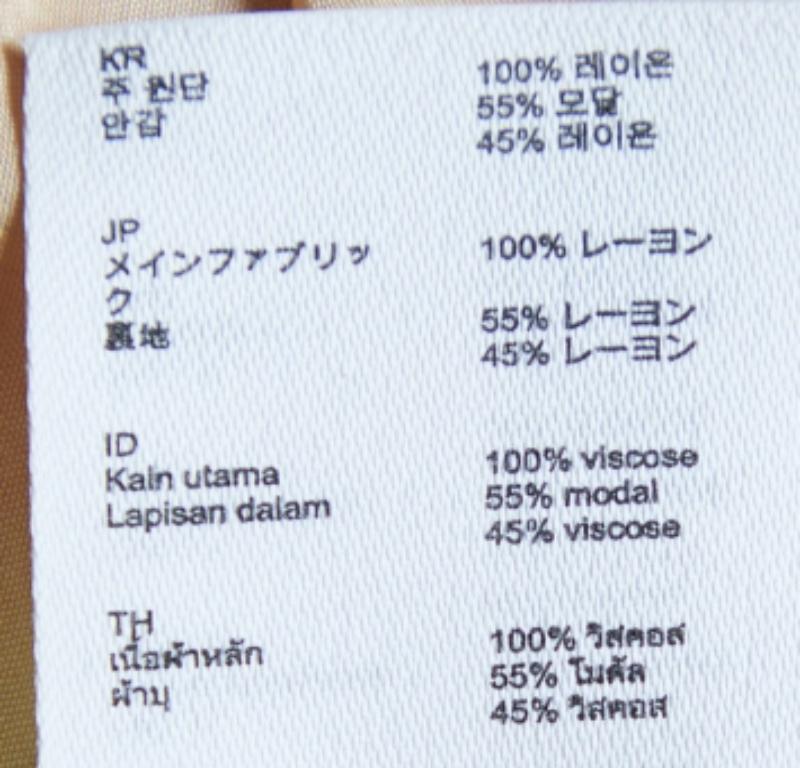 KR
주 원단 100% 레이온
안감 55% 모달
45% 레이온
JP
メインファブリッ 100% レーヨン
ク
裏地 55% レーヨン
45% レーヨン
ID
Kain utama 100% viscose
Lapisan dalam 55% modal
45% viscose
TH
เนื้อผ้าหลัก 100% วิสคอส
ผ้าบุ 55% โมดัล
45% วิสคอส